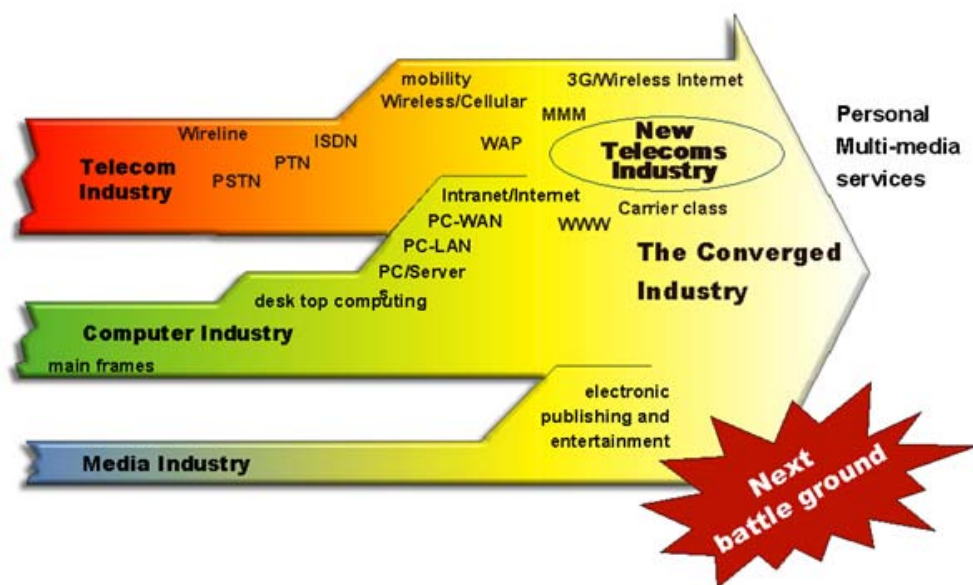 mobility
Wireless/Cellular
3G/Wireless Internet
MMM
Wireline
ISDN
WAP
PTN
PSTN
Telecom
Industry
New
Telecoms
Industry
Personal
Multi-media
services
Intranet/Internet
PC-WAN
PC-LAN
PC/Server
s
WWW
Carrier class
The Converged
Industry
desk top computing
Computer Industry
main frames
electronic
publishing and
entertainment
Media Industry
Next
battle ground